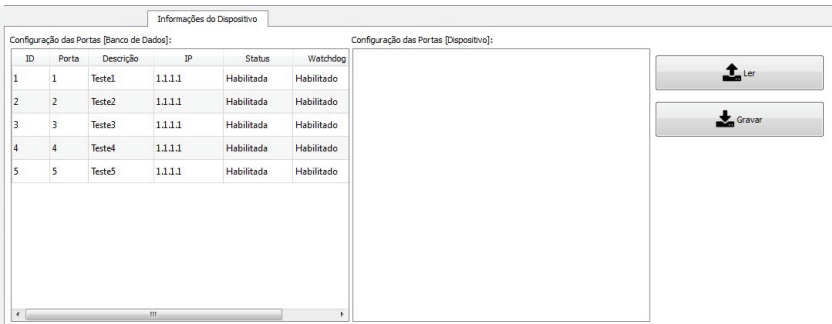 Informações do Dispositivo
Configuração das Portas [Banco de Dados]:
Configuração das Portas [Dispositivo]:
ID Porta Descrição IP Status Watchdog
1 1 Teste1 1.1.1.1 Habilitada Habilitado
2 2 Teste2 1.1.1.1 Habilitada Habilitado
3 3 Teste3 1.1.1.1 Habilitada Habilitado
4 4 Teste4 1.1.1.1 Habilitada Habilitado
5 5 Teste5 1.1.1.1 Habilitada Habilitado
Ler
Gravar